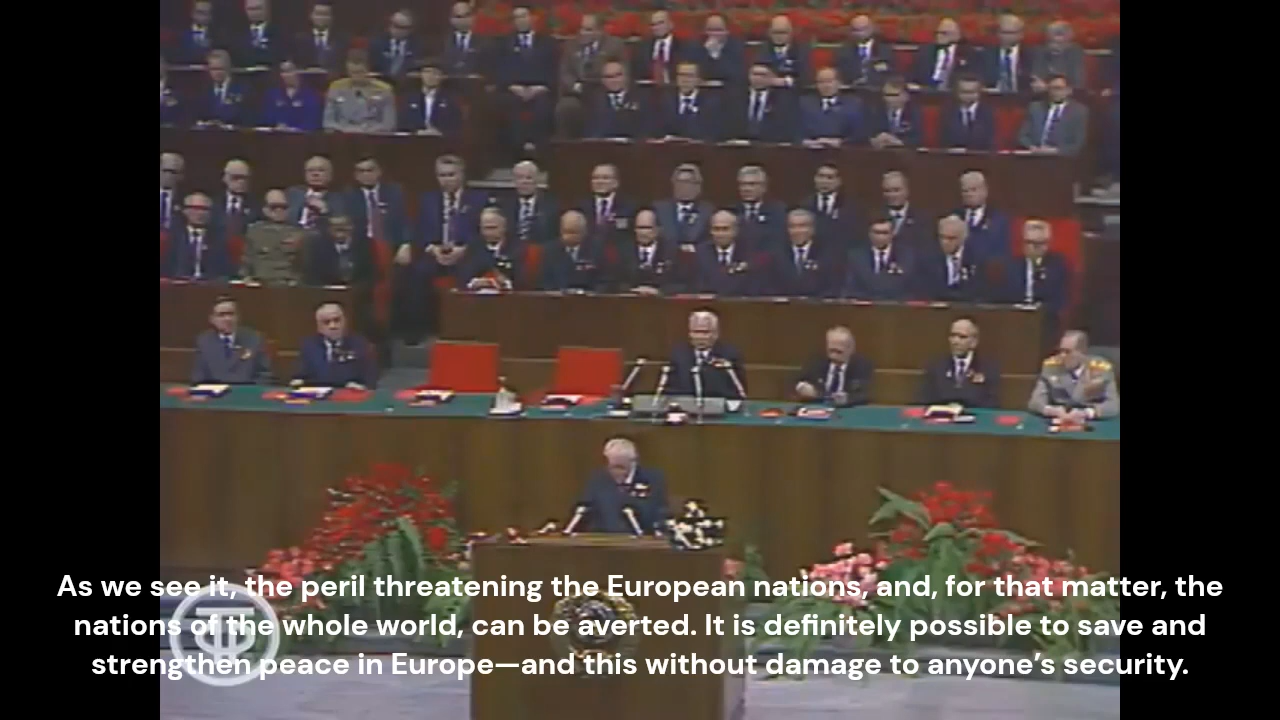 As we see it, the peril threatening the European nations, and, for that matter, the
nations of the whole world, can be averted. It is definitely possible to save and
strengthen peace in Europe—and this without damage to anyone’s security.